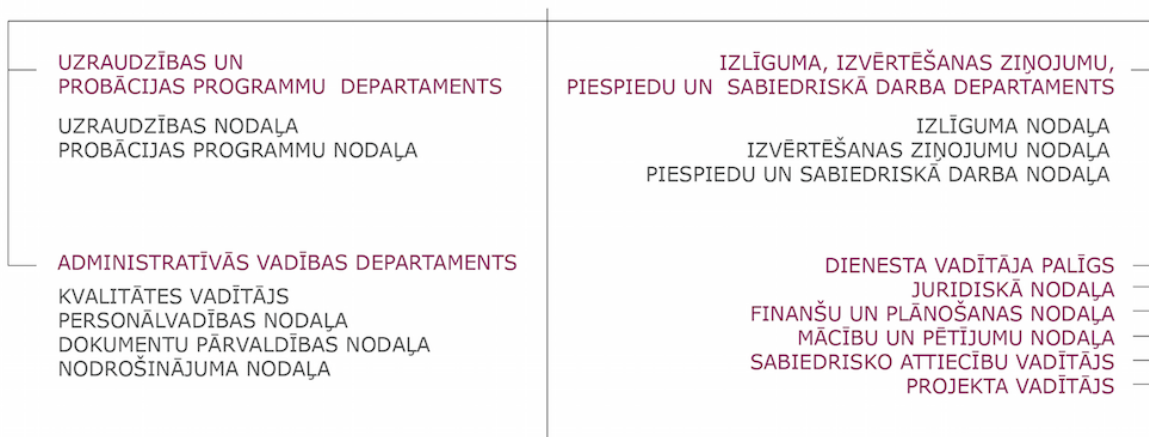 UZRAUDZĪBAS UN
PROBĀCIJAS PROGRAMMU DEPARTAMENTS
UZRAUDZĪBAS NODAĻA
PROBĀCIJAS PROGRAMMU NODAĻA
ADMINISTRATĪVĀS VADĪBAS DEPARTAMENTS
KVALITĀTES VADĪTĀJS
PERSONĀLVADĪBAS NODAĻA
DOKUMENTU PĀRVALDĪBAS NODAĻA
NODROŠINĀJUMA NODAĻA
IZLĪGUMA, IZVĒRTĒŠANAS ZIŅOJUMU,
PIESPIEDU UN SABIEDRISKĀ DARBA DEPARTAMENTS
IZLĪGUMA NODAĻA
IZVĒRTĒŠANAS ZIŅOJUMU NODAĻA
PIESPIEDU UN SABIEDRISKĀ DARBA NODAĻA
DIENESTA VADĪTĀJA PALĪGS
JURIDISKĀ NODAĻA
FINANŠU UN PLĀNOŠANAS NODAĻA
MĀCĪBU UN PĒTĪJUMU NODAĻA
SABIEDRISKO ATTIECĪBU VADĪTĀJS
PROJEKTA VADĪTĀJS